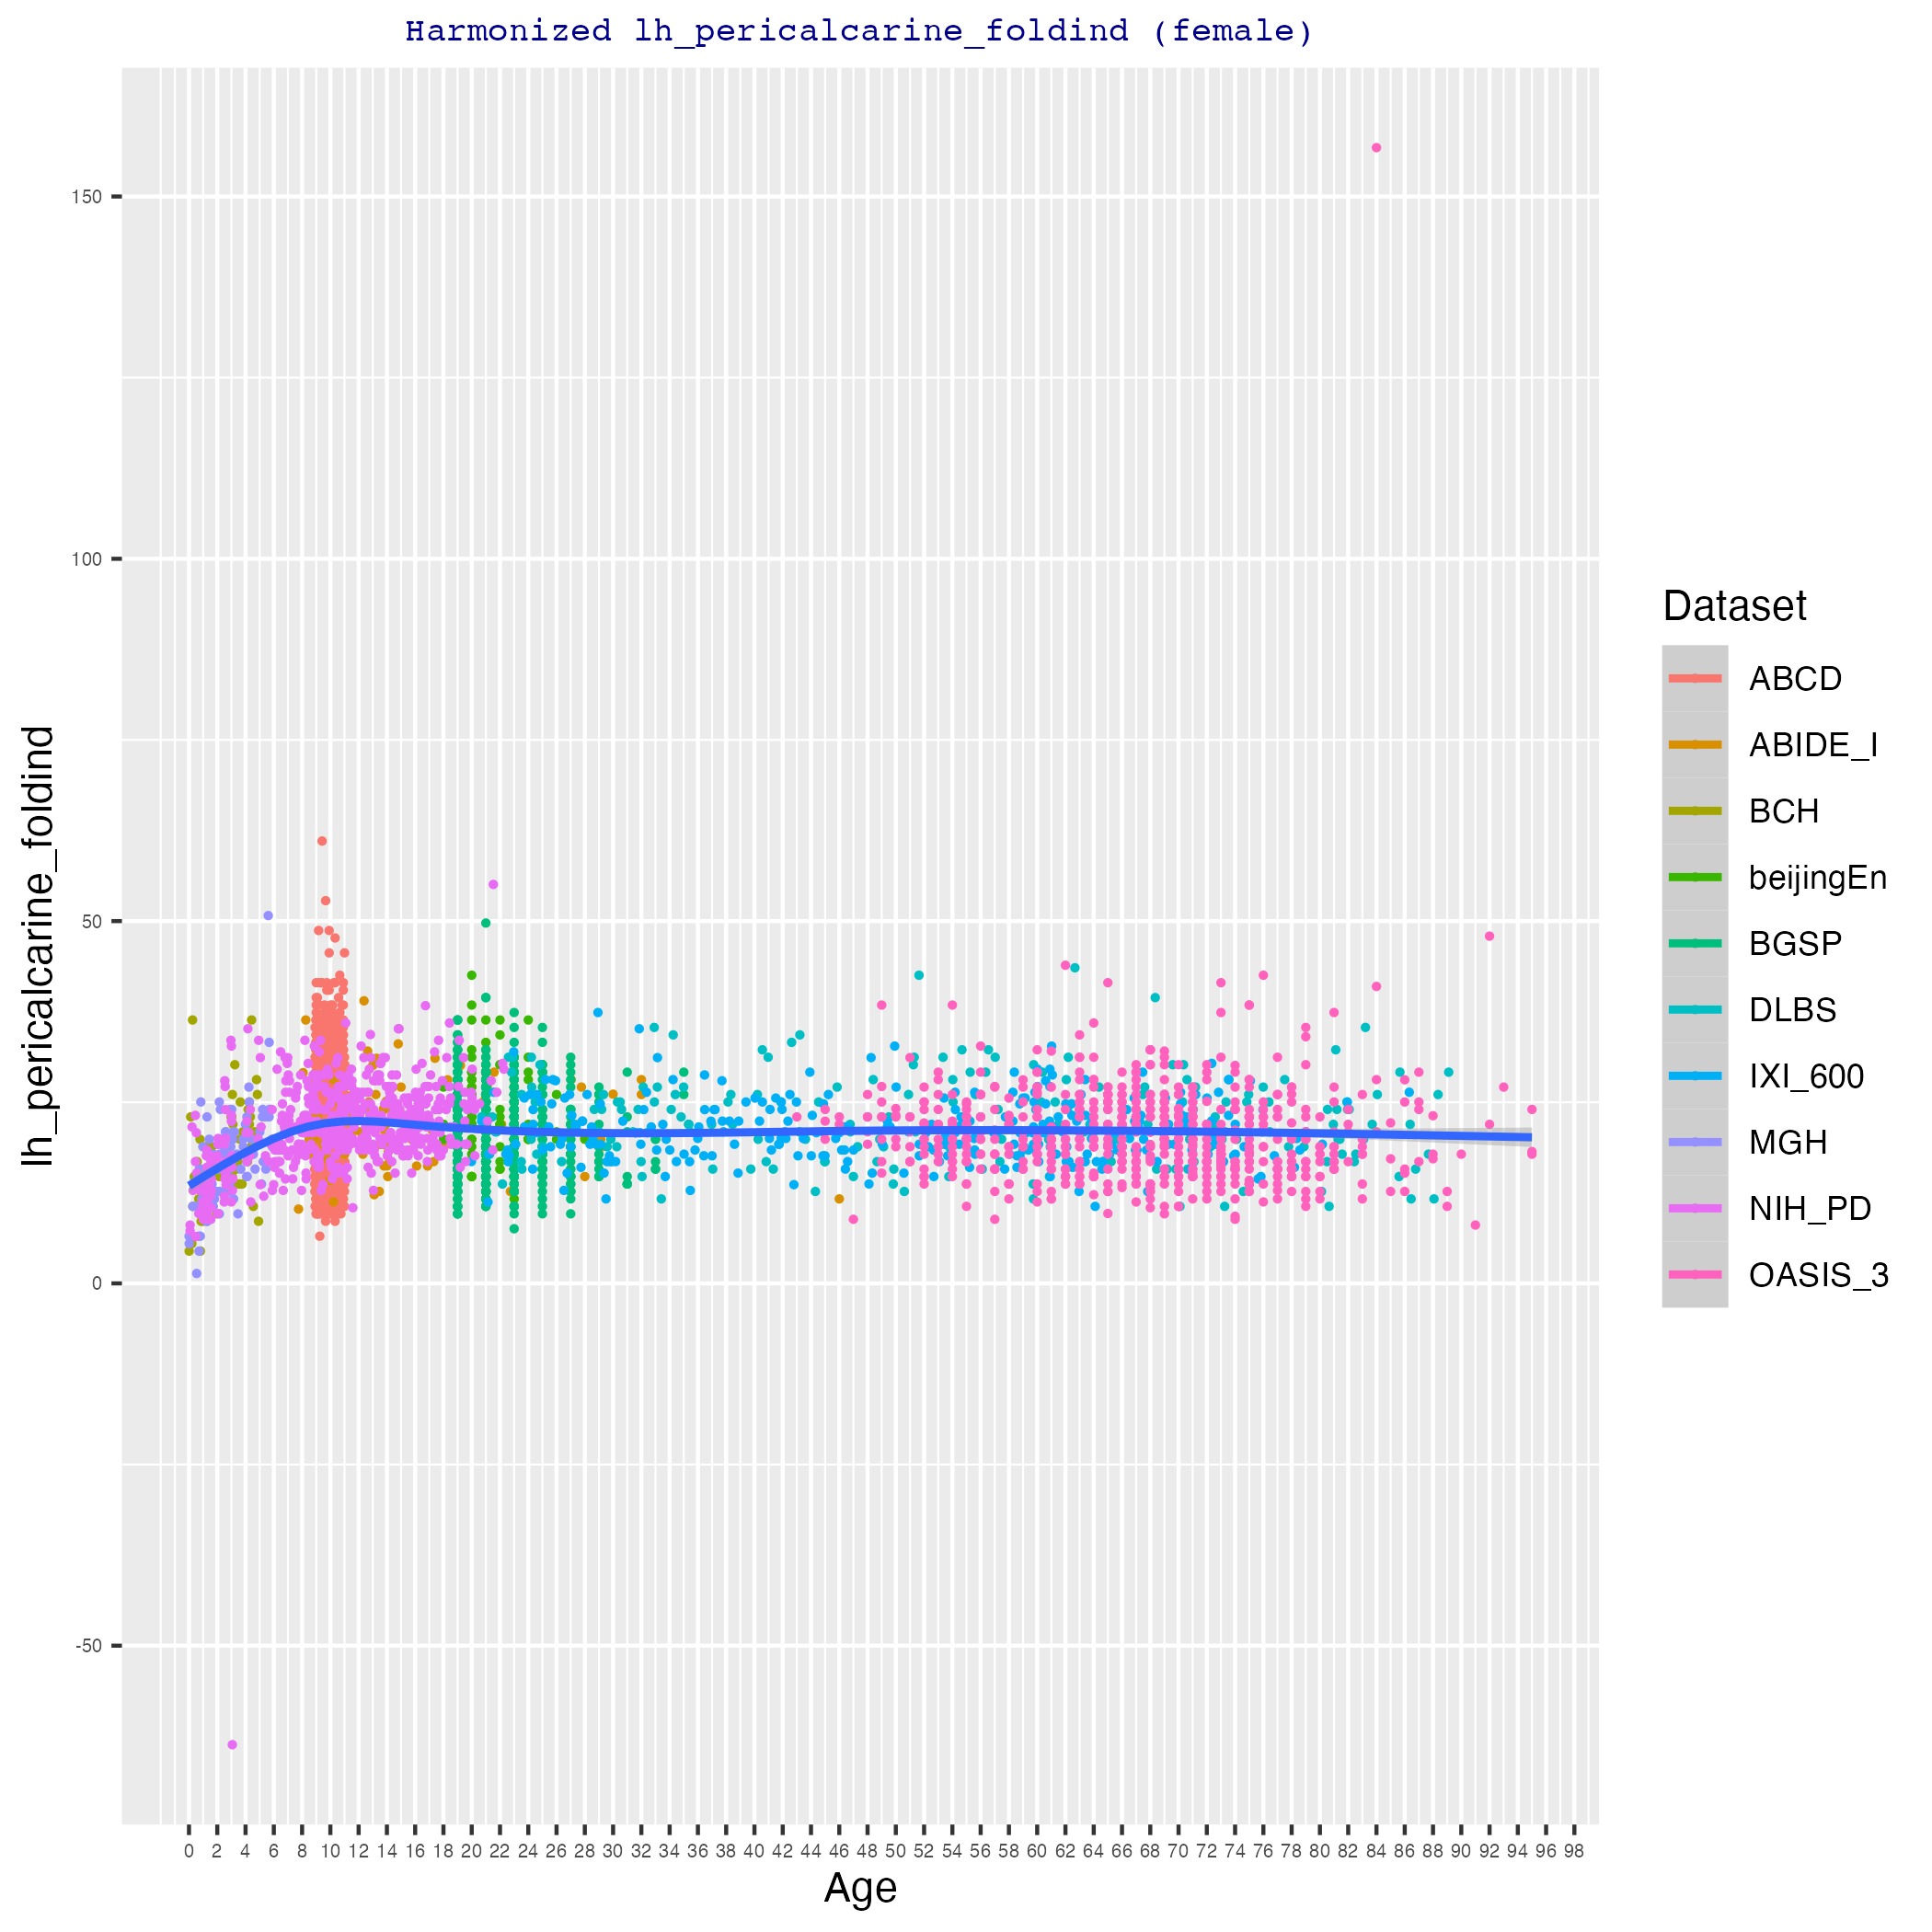 Harmonized lh_pericalcarine_foldind (female)
lh_pericalcarine_foldind
150
100
50
0
-50
0 2 4 6 8 10 12 14 16 18 20 22 24 26 28 30 32 34 36 38 40 42 44 46 48 50 52 54 56 58 60 62 64 66 68 70 72 74 76 78 80 82 84 86 88 90 92 94 96 98
Age
Dataset
ABCD
ABIDE_I
BCH
beijingEn
BGSP
DLBS
IXI_600
MGH
NIH_PD
OASIS_3